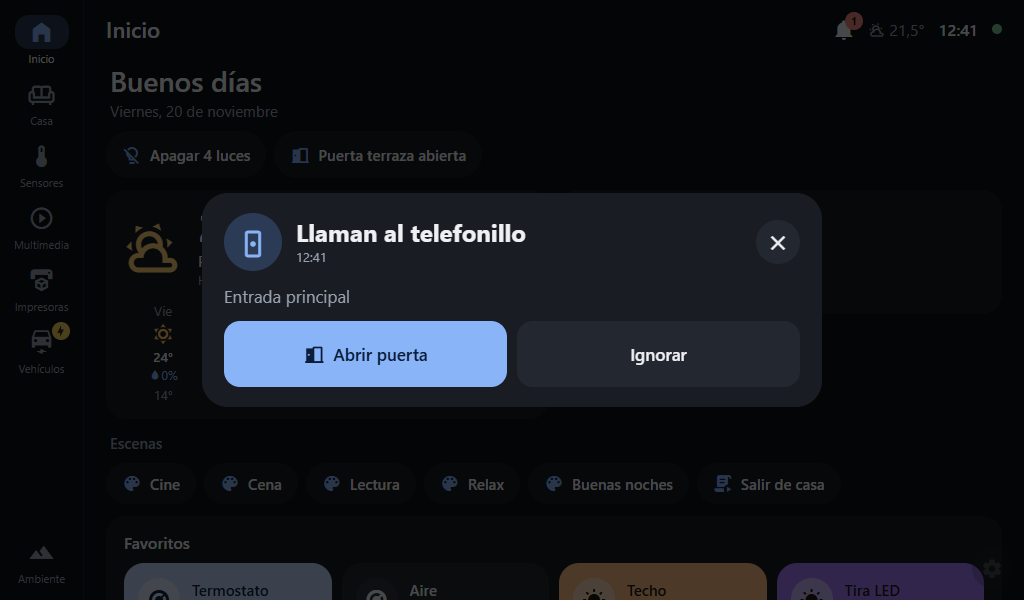 Inicio
Casa
Sensores
Multimedia
Impresoras
Vehículos
Ambiente
Inicio
1
21,5°
12:41
Buenos días
Viernes, 20 de noviembre
Apagar 4 luces
Puerta terraza abierta
Llaman al telefonillo
12:41
Entrada principal
Abrir puerta
Ignorar
Vie
24°
0%
14°
Escenas
Cine
Cena
Lectura
Relax
Buenas noches
Salir de casa
Favoritos
Termostato
Aire
Techo
Tira LED